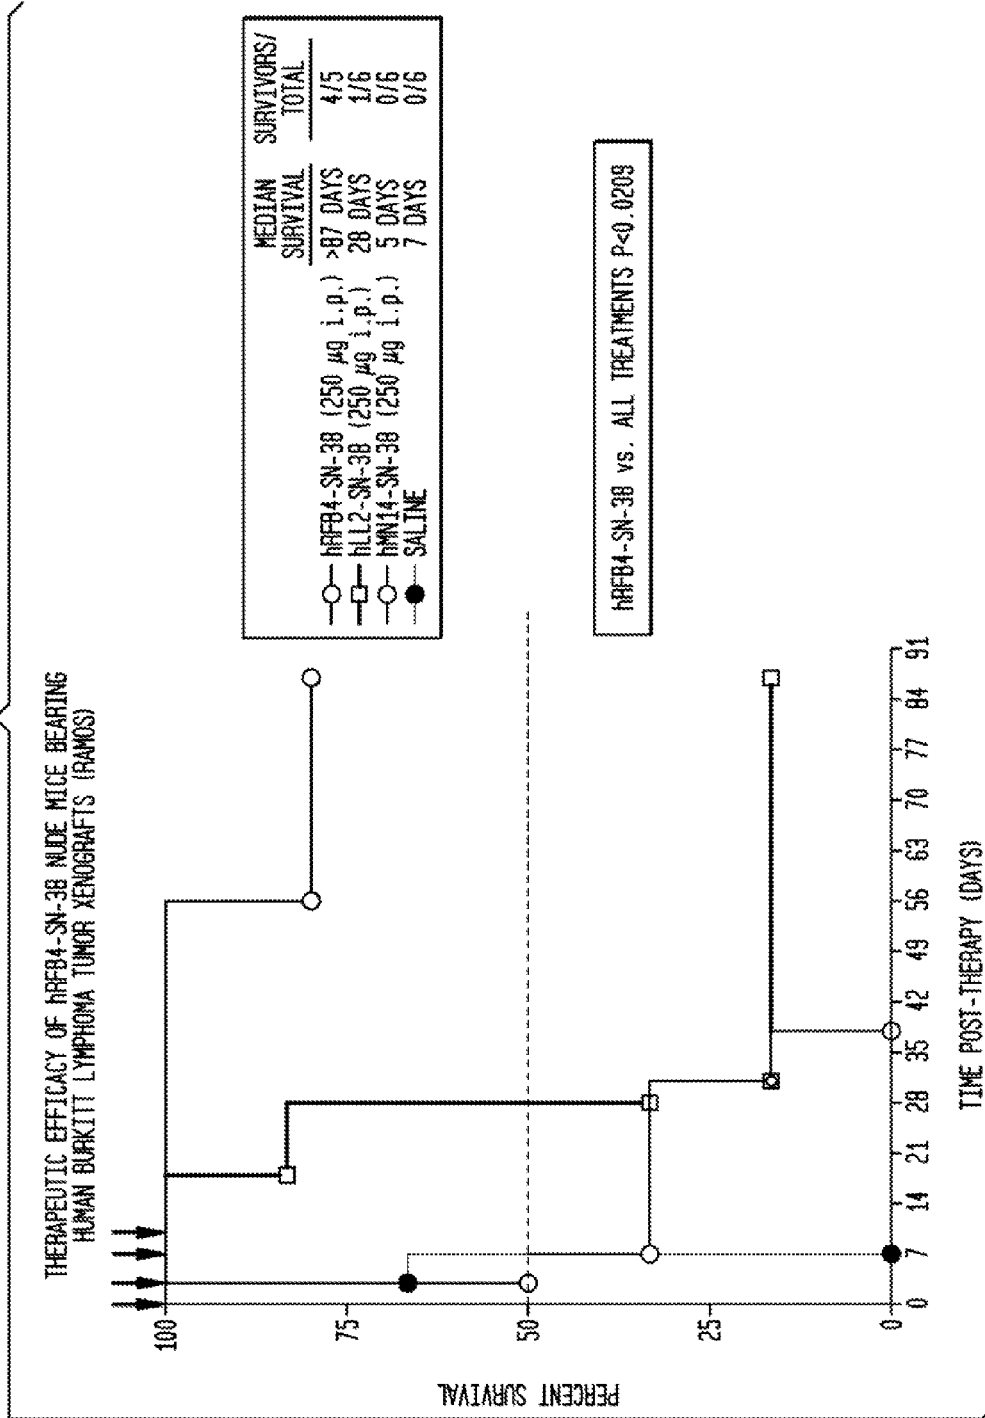 THERAPEUTIC EFFICACY OF hRFB4-SN-38 NUDE MICE BEARING
HUMAN BURKITT LYMPHOMA TUMOR XENOGRAFTS (RAMOS)
PERCENT SURVIVAL
100
75
50
25
0
0 7 14 21 28 35 42 49 56 63 70 77 84 91
TIME POST-THERAPY (DAYS)
MEDIAN SURVIVORS/
SURVIVAL TOTAL
hRFB4-SN-38 (250 µg i.p.) >87 DAYS 4/5
hLL2-SN-38 (250 µg i.p.) 28 DAYS 1/6
hMN14-SN-38 (250 µg i.p.) 5 DAYS 0/6
SALINE 7 DAYS 0/6
hRFB4-SN-38 vs. ALL TREATMENTS P<0.0209